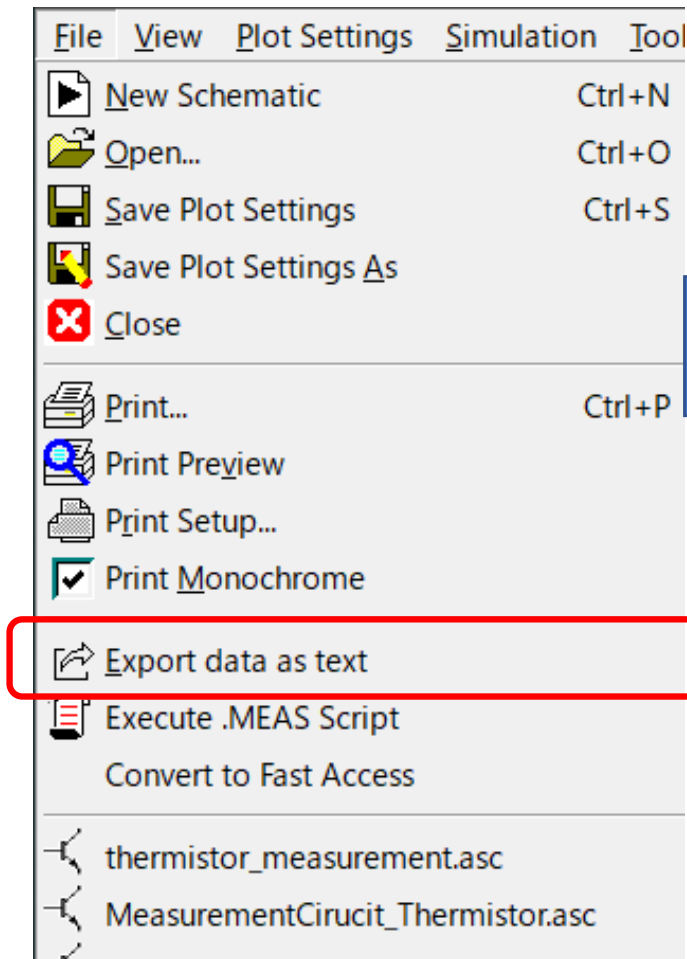 File View Plot Settings Simulation Tool
New Schematic Ctrl+N
Open... Ctrl+O
Save Plot Settings Ctrl+S
Save Plot Settings As
Close
Print... Ctrl+P
Print Preview
Print Setup...
Print Monochrome
Export data as text
Execute .MEAS Script
Convert to Fast Access
thermistor_measurement.asc
MeasurementCirucit_Thermistor.asc